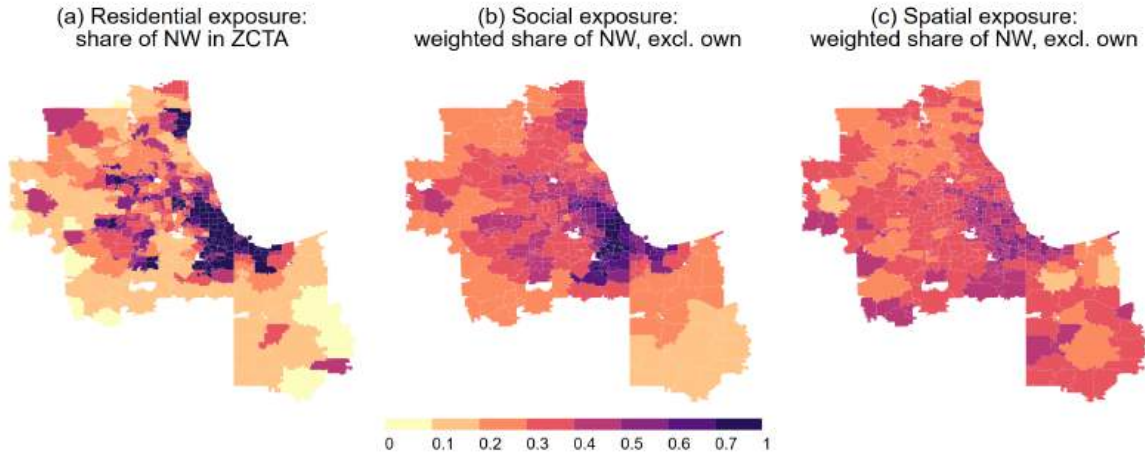 (a) Residential exposure:
share of NW in ZCTA
(b) Social exposure:
weighted share of NW, excl. own
(c) Spatial exposure:
weighted share of NW, excl. own
0 0.1 0.2 0.3 0.4 0.5 0.6 0.7 1